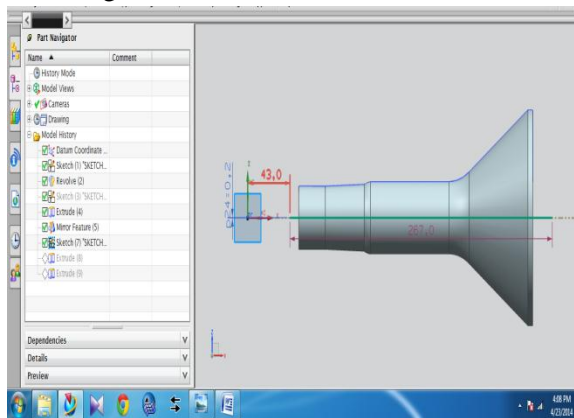 Part Navigator
Name ▲ Comment
History Mode
Model Views
Cameras
Drawing
Model History
Datum Coordinate ...
Sketch (1) "SKETCH...
Revolve (2)
Sketch (3) "SKETCH...
Extrude (4)
Mirror Feature (5)
Sketch (7) "SKETCH...
Extrude (8)
Extrude (9)
Dependencies
Details
Preview
43,0
267,0
4:08 PM
4/23/2014